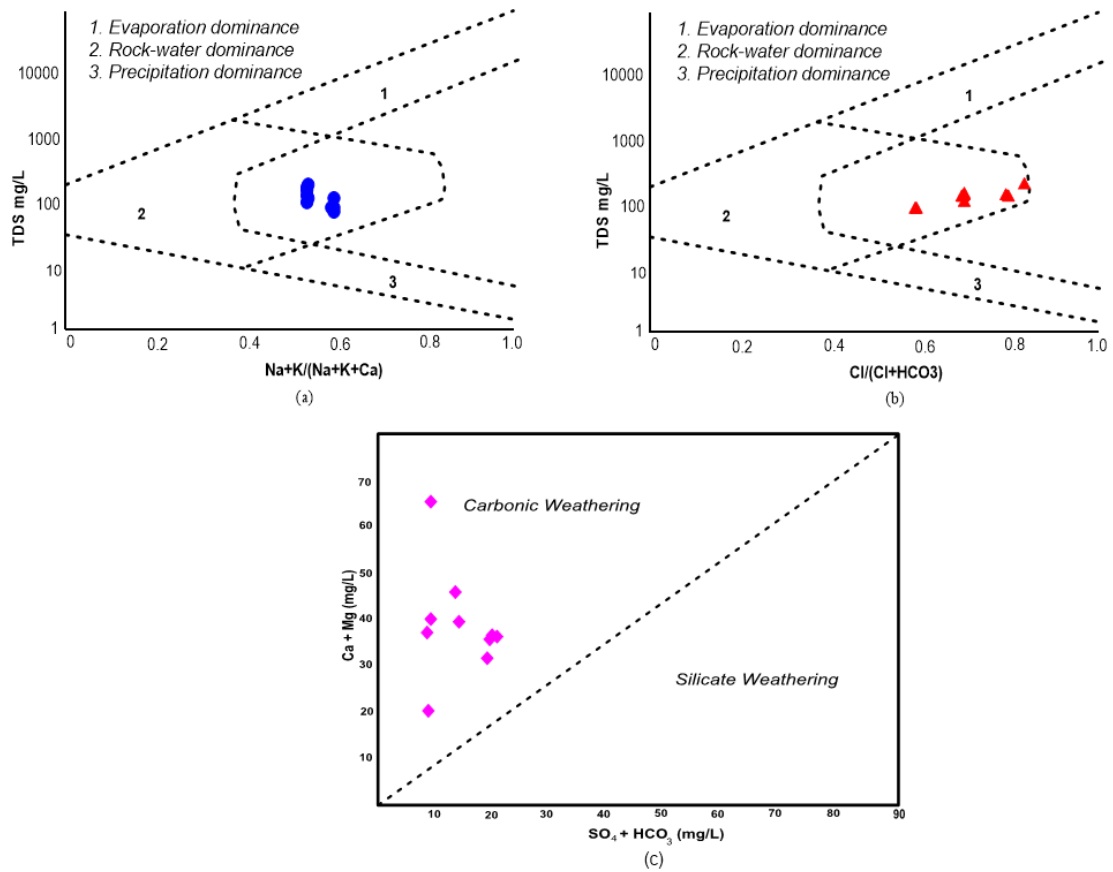 1. Evaporation dominance
2. Rock-water dominance
3. Precipitation dominance
10000
1000
100
10
1
TDS mg/L
1
2
3
0
0.2
0.4
0.6
0.8
1.0
Na+K/(Na+K+Ca)
(a)
1. Evaporation dominance
2. Rock-water dominance
3. Precipitation dominance
10000
1000
100
10
1
TDS mg/L
1
2
3
0
0.2
0.4
0.6
0.8
1.0
Cl/(Cl+HCO3)
(b)
70
60
50
40
30
20
10
Ca + Mg (mg/L)
Carbonic Weathering
Silicate Weathering
10
20
30
40
50
60
70
80
90
SO₄ + HCO₃ (mg/L)
(c)